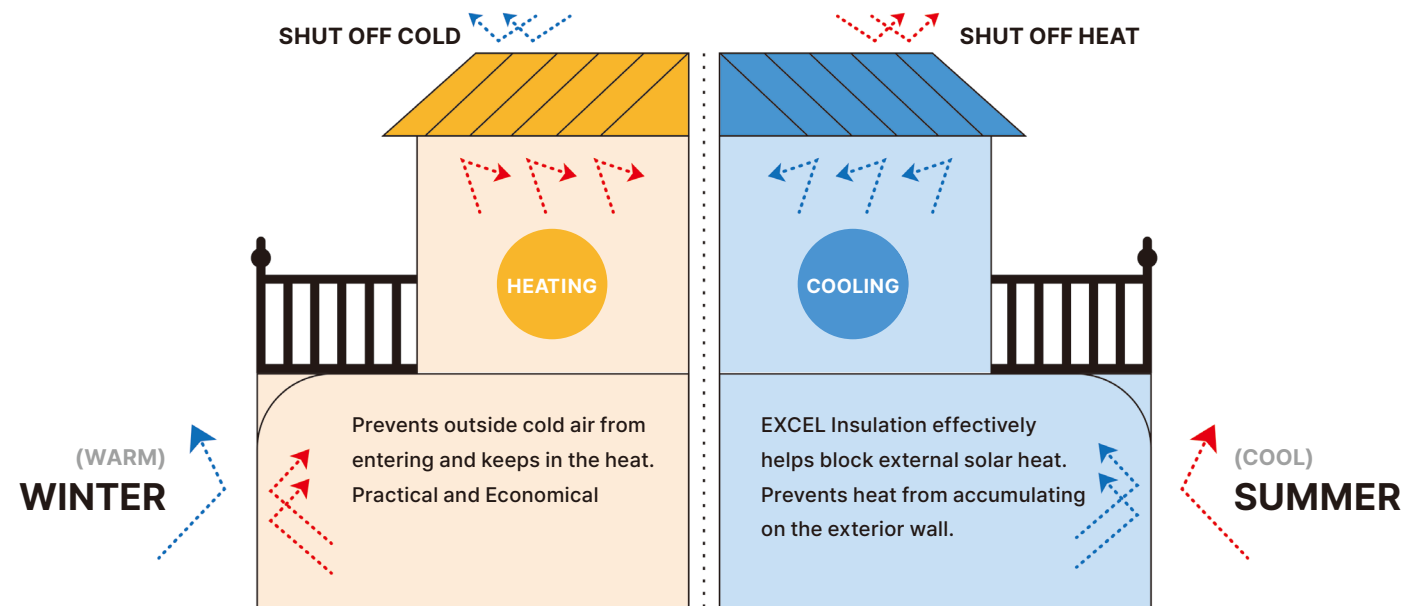 SHUT OFF COLD
SHUT OFF HEAT
HEATING
COOLING
(WARM)
WINTER
Prevents outside cold air from
entering and keeps in the heat.
Practical and Economical
EXCEL Insulation effectively
helps block external solar heat.
Prevents heat from accumulating
on the exterior wall.
(COOL)
SUMMER